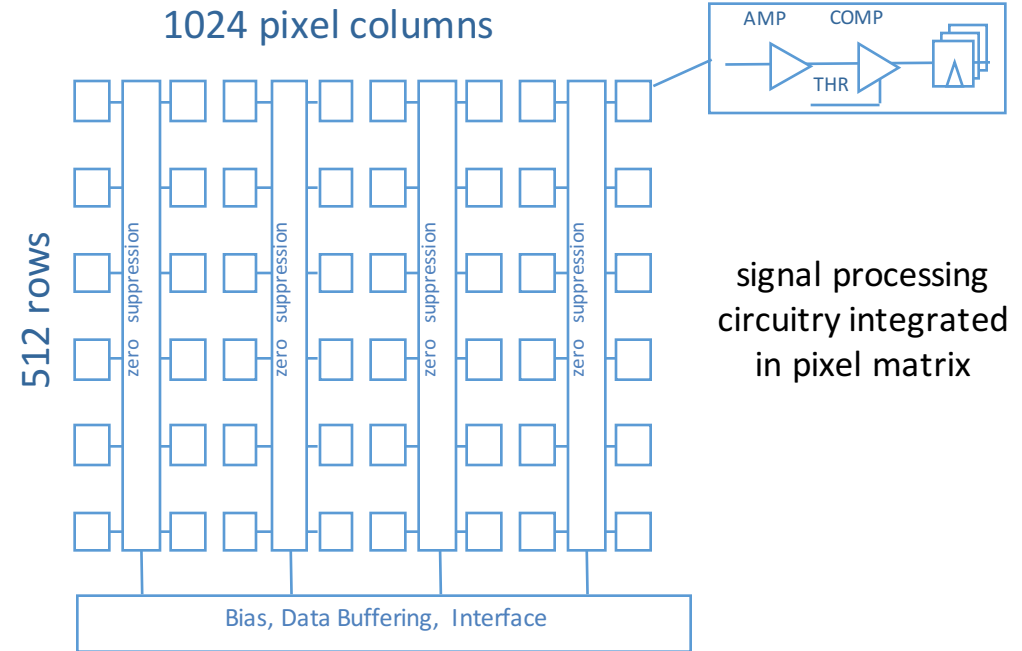 1024 pixel columns
AMP COMP
THR
512 rows
zero suppression
zero suppression
zero suppression
zero suppression
signal processing
circuitry integrated
in pixel matrix
Bias, Data Buffering, Interface